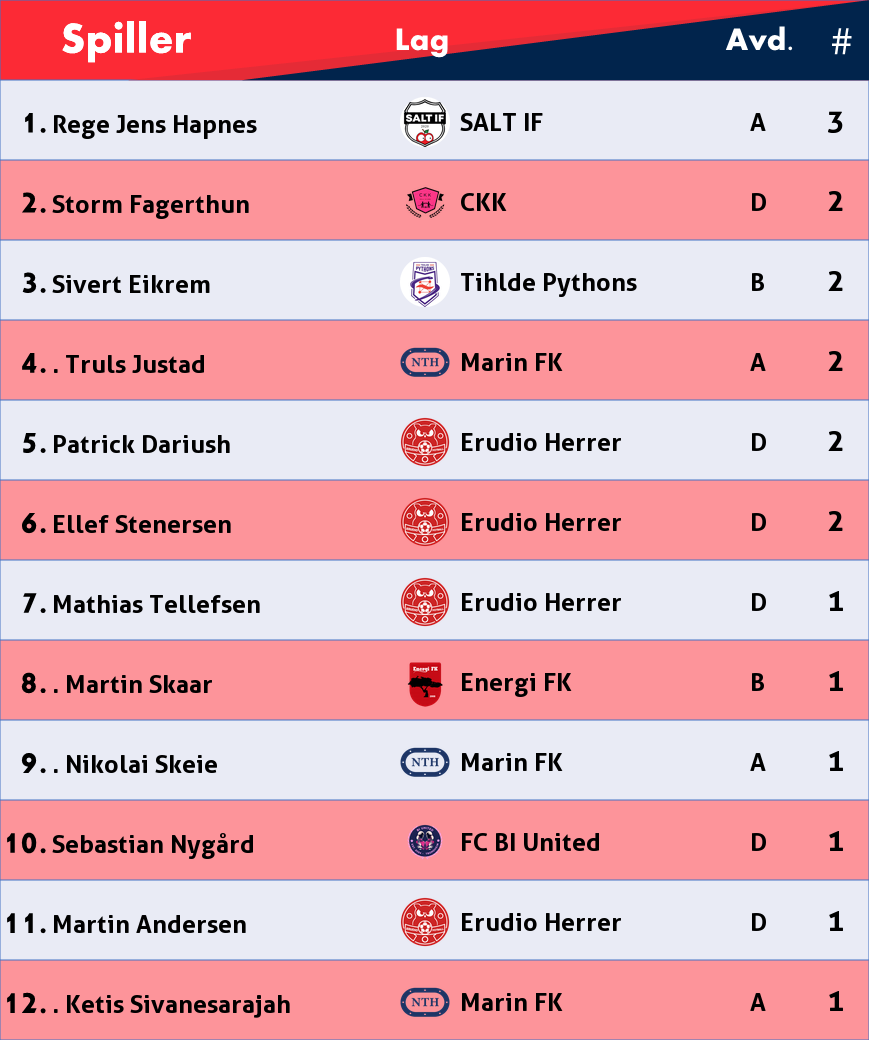 Spiller Lag Avd. #
1. Rege Jens Hapnes SALT IF SALT IF A 3
2. Storm Fagerthun CKK CKK D 2
3. Sivert Eikrem PYTHONS Tihlde Pythons B 2
4. . Truls Justad NTH Marin FK A 2
5. Patrick Dariush Erudio Herrer D 2
6. Ellef Stenersen Erudio Herrer D 2
7. Mathias Tellefsen Erudio Herrer D 1
8. . Martin Skaar Energi FK Energi FK B 1
9. . Nikolai Skeie NTH Marin FK A 1
10. Sebastian Nygård FC BI United D 1
11. Martin Andersen Erudio Herrer D 1
12. . Ketis Sivanesarajah NTH Marin FK A 1